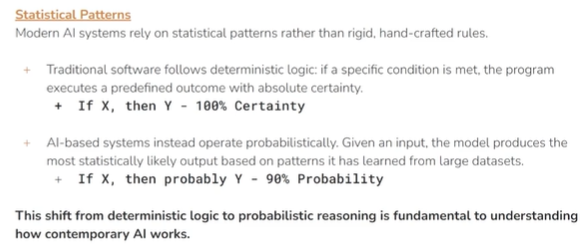 Statistical Patterns
Modern AI systems rely on statistical patterns rather than rigid, hand-crafted rules.
+ Traditional software follows deterministic logic: if a specific condition is met, the program
executes a predefined outcome with absolute certainty.
+ If X, then Y - 100% Certainty
+ AI-based systems instead operate probabilistically. Given an input, the model produces the
most statistically likely output based on patterns it has learned from large datasets.
+ If X, then probably Y - 90% Probability
This shift from deterministic logic to probabilistic reasoning is fundamental to understanding
how contemporary AI works.